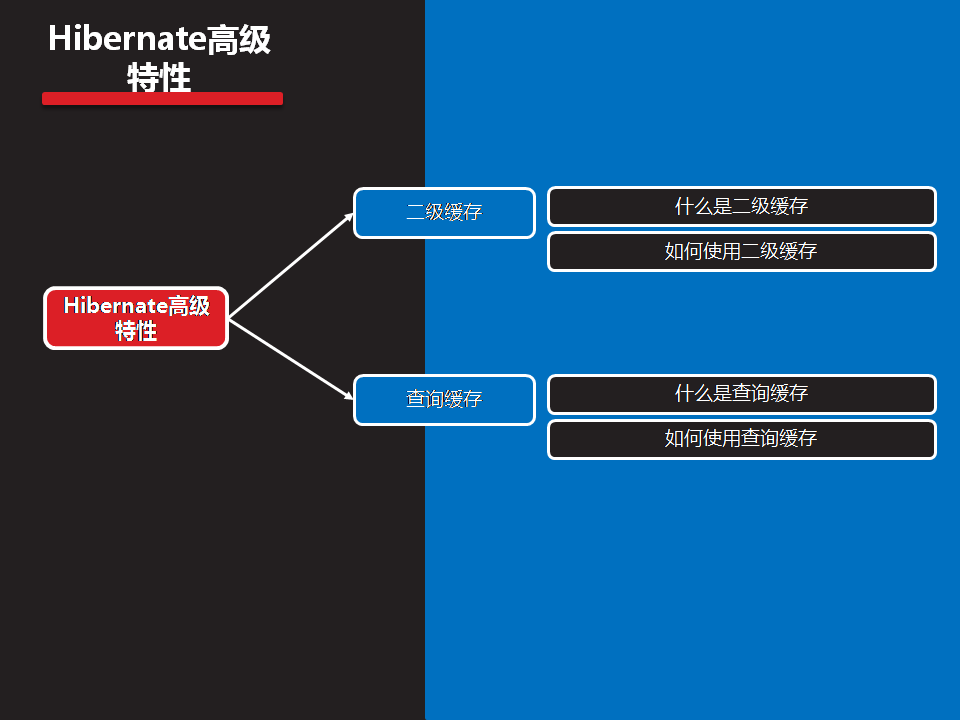 Hibernate高级
特性
二级缓存
什么是二级缓存
如何使用二级缓存
Hibernate高级
特性
查询缓存
什么是查询缓存
如何使用查询缓存